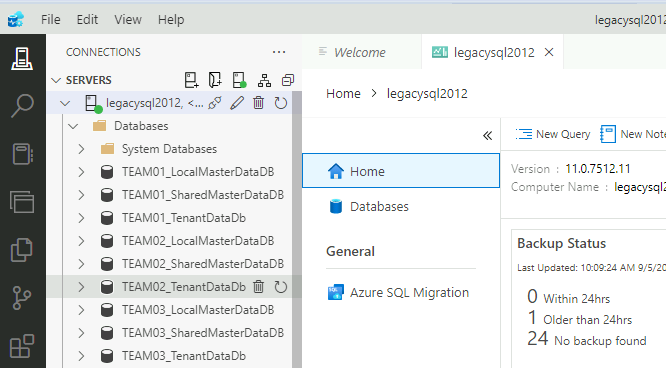 File Edit View Help legacysql2012
CONNECTIONS ···
SERVERS
legacysql2012, <...
Databases
System Databases
TEAM01_LocalMasterDataDB
TEAM01_SharedMasterDataDB
TEAM01_TenantDataDb
TEAM02_LocalMasterDataDB
TEAM02_SharedMasterDataDB
TEAM02_TenantDataDb
TEAM03_LocalMasterDataDB
TEAM03_SharedMasterDataDB
TEAM03_TenantDataDb
Welcome legacysql2012
Home > legacysql2012
Home
Databases
General
Azure SQL Migration
New Query New Note
Version : 11.0.7512.11
Computer Name : legacysql2
Backup Status
Last Updated: 10:09:24 AM 9/5/20
0 Within 24hrs
1 Older than 24hrs
24 No backup found